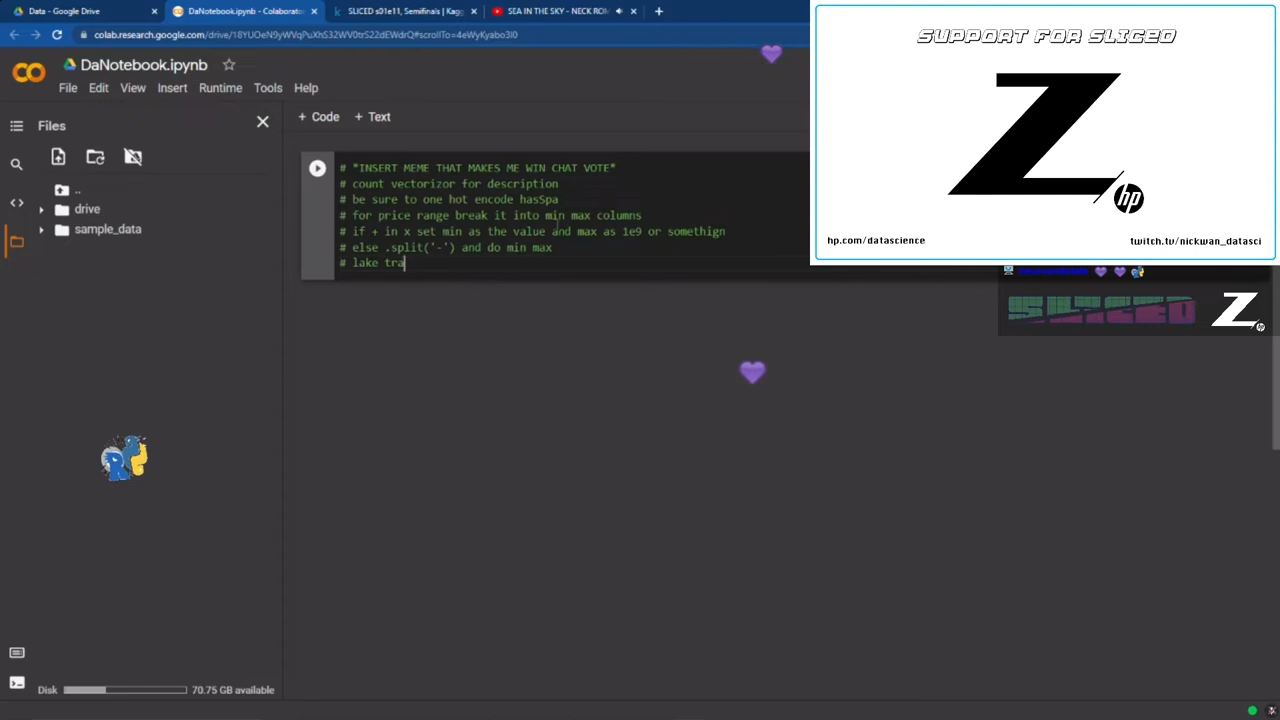 Data - Google Drive
DaNotebook.ipynb - Colaborato
SLICED s01e11, Semifinals | Kagg
SEA IN THE SKY - NECK ROM
colab.research.google.com/drive/18YUOeN9yWVqPuXhS32WV0trS22dEWdrQ#scrollTo=4eWyKyabo3l0
DaNotebook.ipynb
File Edit View Insert Runtime Tools Help
Files
+ Code + Text
..
drive
sample_data
# "INSERT MEME THAT MAKES ME WIN CHAT VOTE"
# count vectorizor for description
# be sure to one hot encode hasSpa
# for price range break it into min max columns
# if + in x set min as the value and max as 1e9 or somethign
# else .split('-') and do min max
# lake tra
SUPPORT FOR SLICED
Z
hp
hp.com/datascience
twitch.tv/nickwan_datasci
SLICED
Z
hp
R
Disk
70.75 GB available